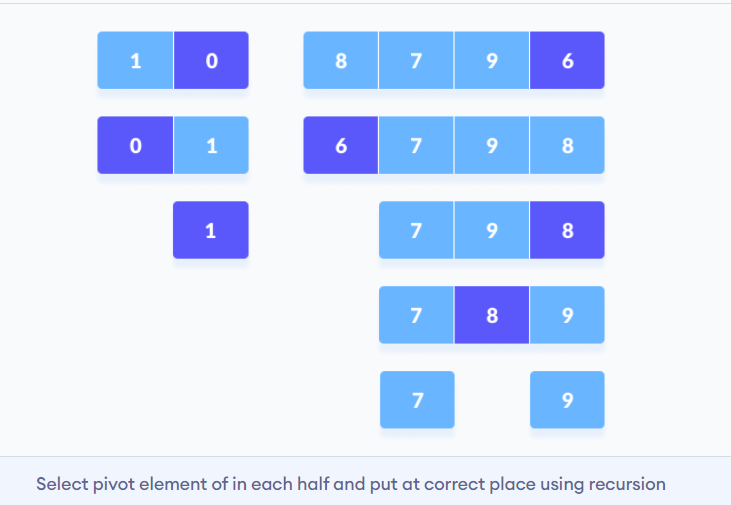 1 0 8 7 9 6
0 1 6 7 9 8
1 7 9 8
7 8 9
7 9
Select pivot element of in each half and put at correct place using recursion